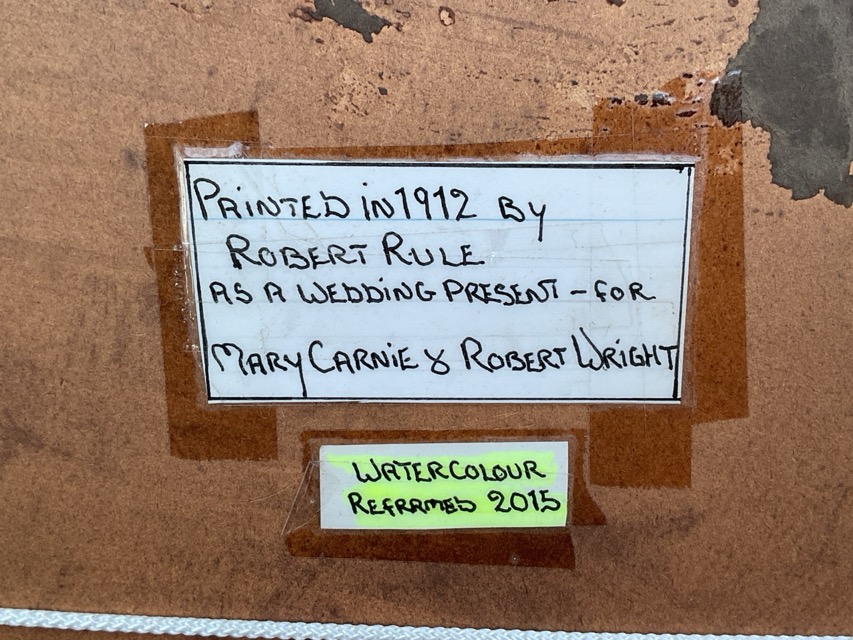 PAINTED iN 1912 By
ROBERT RULE
AS A WEDDiNG PRESENT - FOR
MARy CARNiE & ROBERT WRiGHT
WATERCOLOUR
REFRAMED 2015